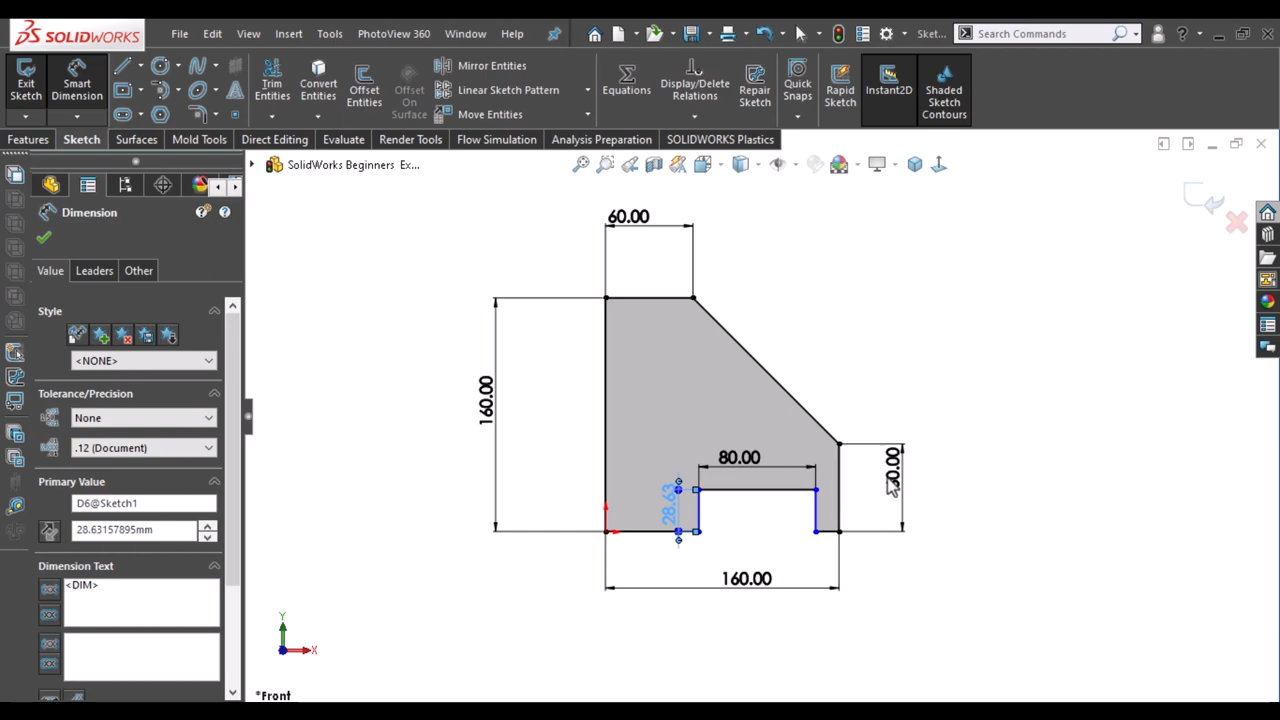 SOLIDWORKS
File Edit View Insert Tools PhotoView 360 Window Help
Sket...
Search Commands
Exit Sketch
Smart Dimension
Trim Entities
Convert Entities
Offset Entities
Offset On Surface
Mirror Entities
Linear Sketch Pattern
Move Entities
Equations
Display/Delete Relations
Repair Sketch
Quick Snaps
Rapid Sketch
Instant2D
Shaded Sketch Contours
Features Sketch Surfaces Mold Tools Direct Editing Evaluate Render Tools Flow Simulation Analysis Preparation SOLIDWORKS Plastics
SolidWorks Beginners Ex...
Dimension
Value Leaders Other
Style
<NONE>
Tolerance/Precision
None
.12 (Document)
Primary Value
D6@Sketch1
28.63157895mm
Dimension Text
<DIM>
60.00
160.00
80.00
28.63
160.00
Y
X
*Front